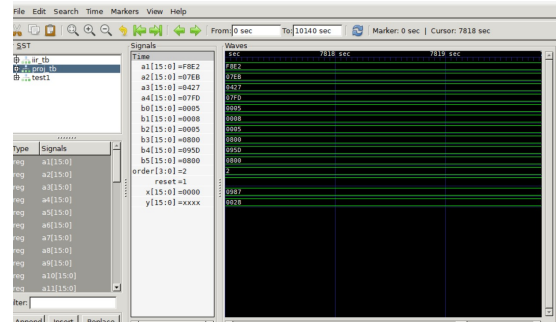 File Edit Search Time Markers View Help
From: 0 sec To: 10140 sec Marker: 0 sec | Cursor: 7818 sec
SST
iir_tb
proj_tb
test1
Type Signals
reg a1[15:0]
reg a2[15:0]
reg a3[15:0]
reg a4[15:0]
reg a5[15:0]
reg a6[15:0]
reg a7[15:0]
reg a8[15:0]
reg a9[15:0]
reg a10[15:0]
reg a11[15:0]
ilter:
Append Insert Replace
Signals
Time
a1[15:0] =F8E2
a2[15:0] =07EB
a3[15:0] =0427
a4[15:0] =07FD
b0[15:0] =0005
b1[15:0] =0008
b2[15:0] =0005
b3[15:0] =0800
b4[15:0] =095D
b5[15:0] =0800
order[3:0] =2
reset =1
x[15:0] =0000
y[15:0] =xxxx
Waves
sec 7818 sec 7819 sec
F8E2
07EB
0427
07FD
0005
0008
0005
0800
095D
0800
2
0987
0028